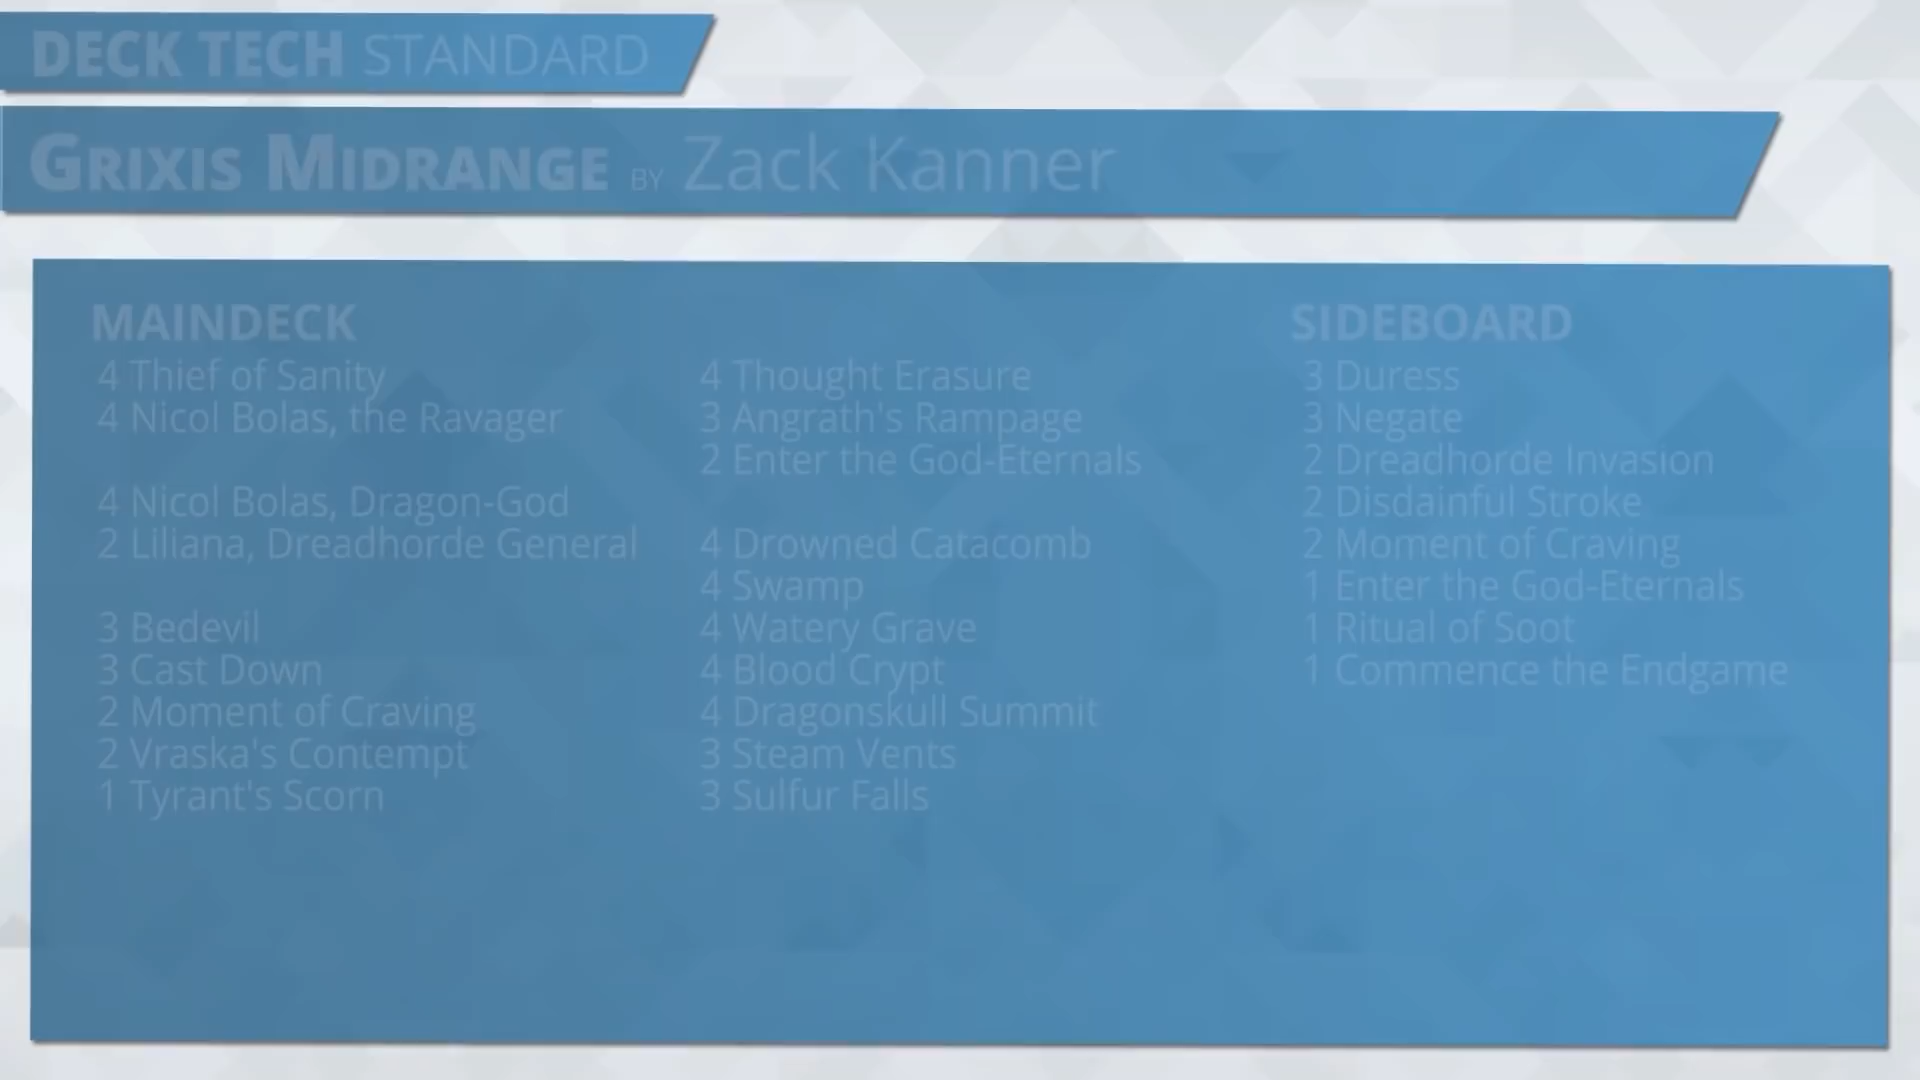 DECK TECH STANDARD
GRIXIS MIDRANGE BY Zack Kanner
MAINDECK
4 Thief of Sanity
4 Nicol Bolas, the Ravager
4 Nicol Bolas, Dragon-God
2 Liliana, Dreadhorde General
3 Bedevil
3 Cast Down
2 Moment of Craving
2 Vraska's Contempt
1 Tyrant's Scorn
4 Thought Erasure
3 Angrath's Rampage
2 Enter the God-Eternals
4 Drowned Catacomb
4 Swamp
4 Watery Grave
4 Blood Crypt
4 Dragonskull Summit
3 Steam Vents
3 Sulfur Falls
SIDEBOARD
3 Duress
3 Negate
2 Dreadhorde Invasion
2 Disdainful Stroke
2 Moment of Craving
1 Enter the God-Eternals
1 Ritual of Soot
1 Commence the Endgame